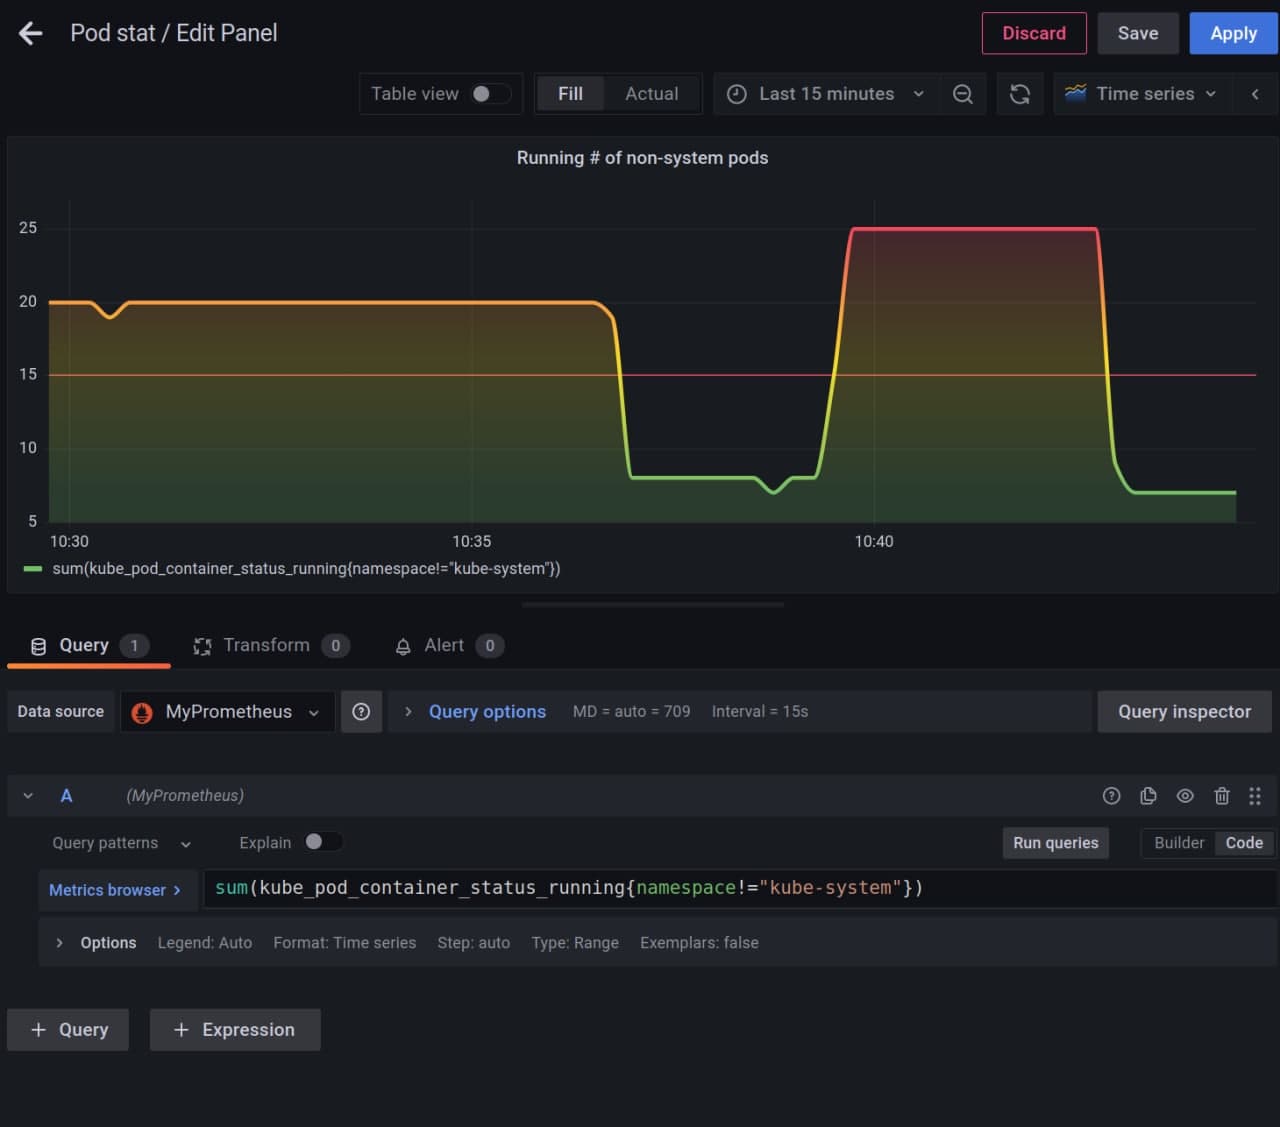 Pod stat / Edit Panel
Discard
Save
Apply
Table view
Fill
Actual
Last 15 minutes
Time series
Running # of non-system pods
25
20
15
10
5
10:30
10:35
10:40
sum(kube_pod_container_status_running{namespace!="kube-system"})
Query 1
Transform 0
Alert 0
Data source
MyPrometheus
Query options
MD = auto = 709
Interval = 15s
Query inspector
A
(MyPrometheus)
Query patterns
Explain
Run queries
Builder
Code
Metrics browser >
sum(kube_pod_container_status_running{namespace!="kube-system"})
Options
Legend: Auto
Format: Time series
Step: auto
Type: Range
Exemplars: false
+ Query
+ Expression